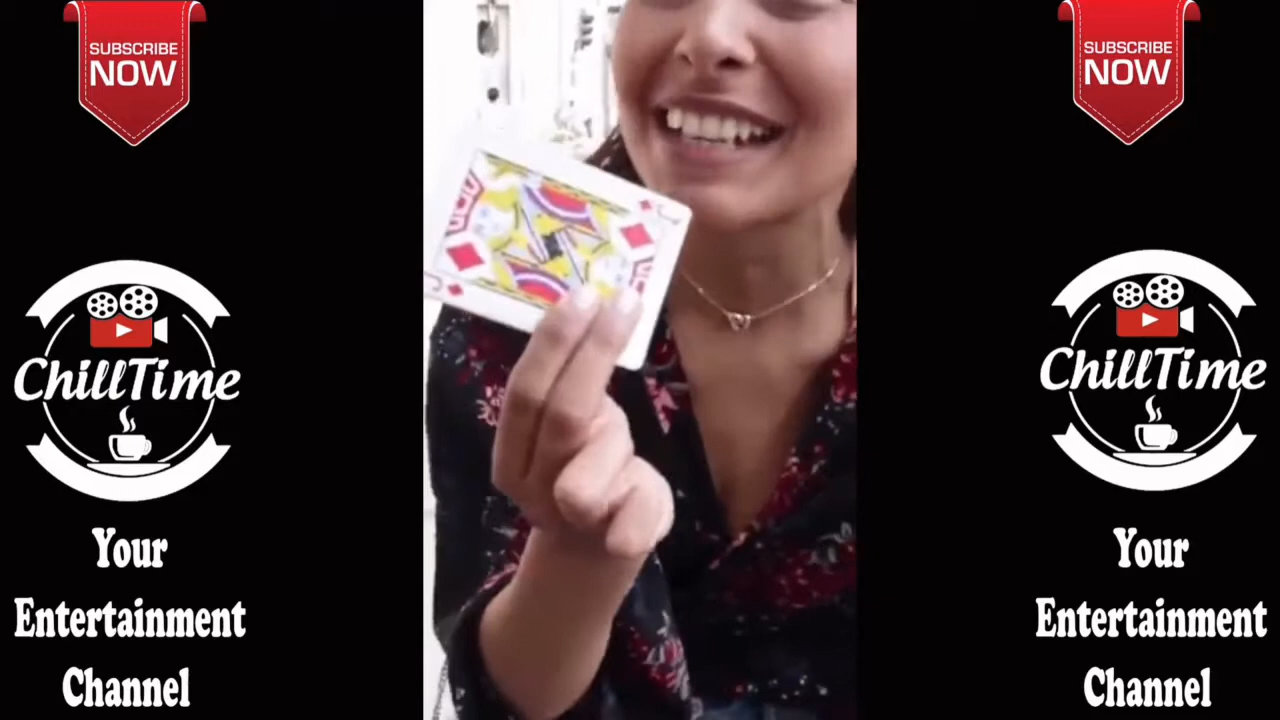 SUBSCRIBE
NOW
ChillTime
Your
Entertainment
Channel
J
J
SUBSCRIBE
NOW
ChillTime
Your
Entertainment
Channel